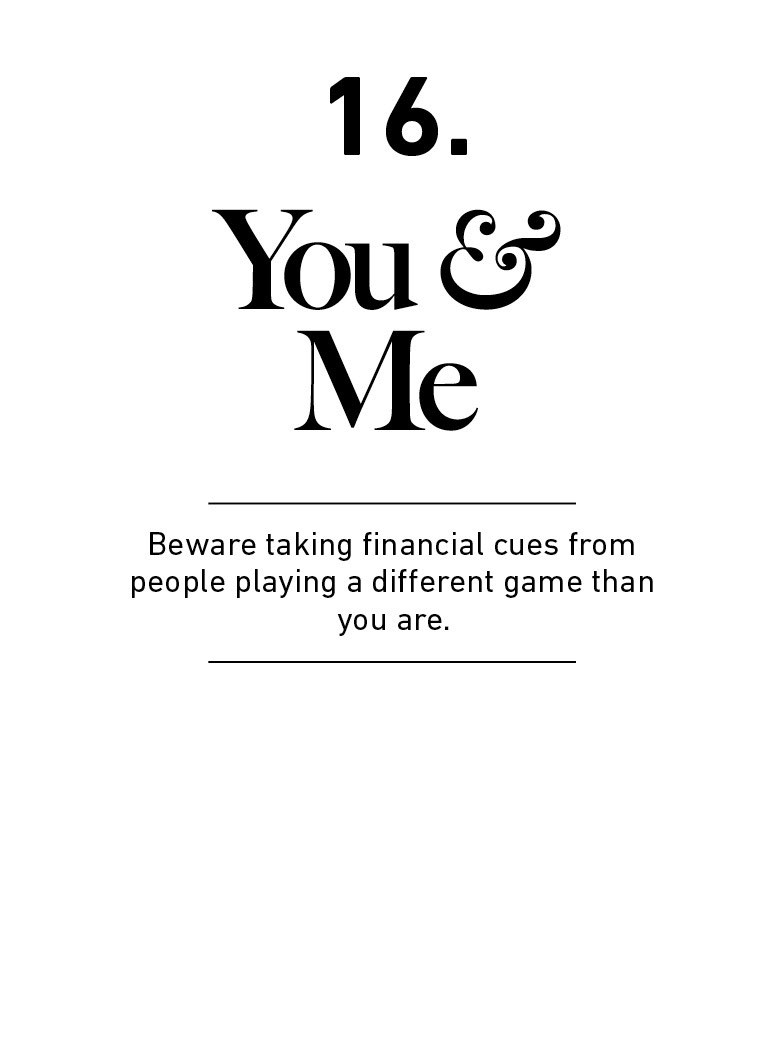 16.
You &
Me
Beware taking financial cues from
people playing a different game than
you are.